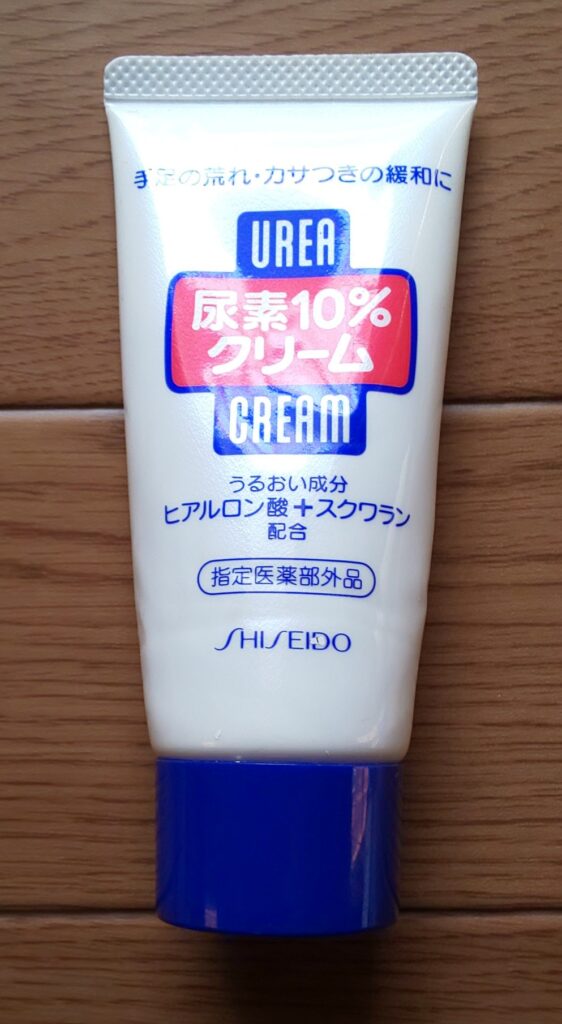 手足の荒れ・カサつきの緩和に
UREA
尿素10%
クリーム
CREAM
うるおい成分
ヒアルロン酸+スクワラン
配合
指定医薬部外品
SHISEIDO